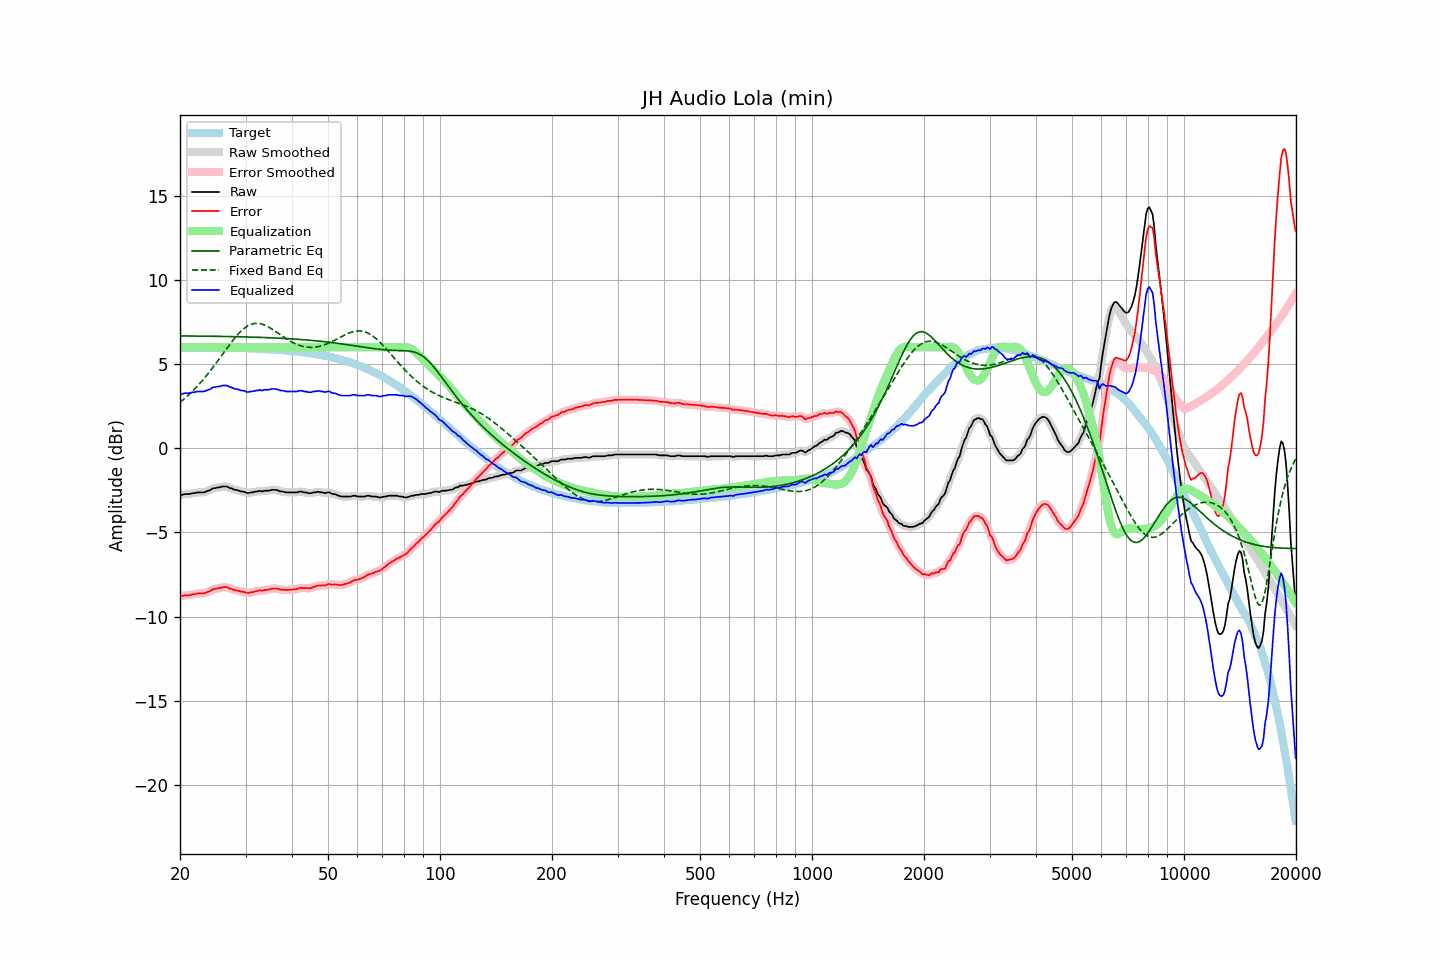 JH Audio Lola (min)
Target
Raw Smoothed
Error Smoothed
Raw
Error
Equalization
Parametric Eq
Fixed Band Eq
Equalized
Amplitude (dBr)
15
10
5
0
−5
−10
−15
−20
20
50
100
200
500
1000
2000
5000
10000
20000
Frequency (Hz)